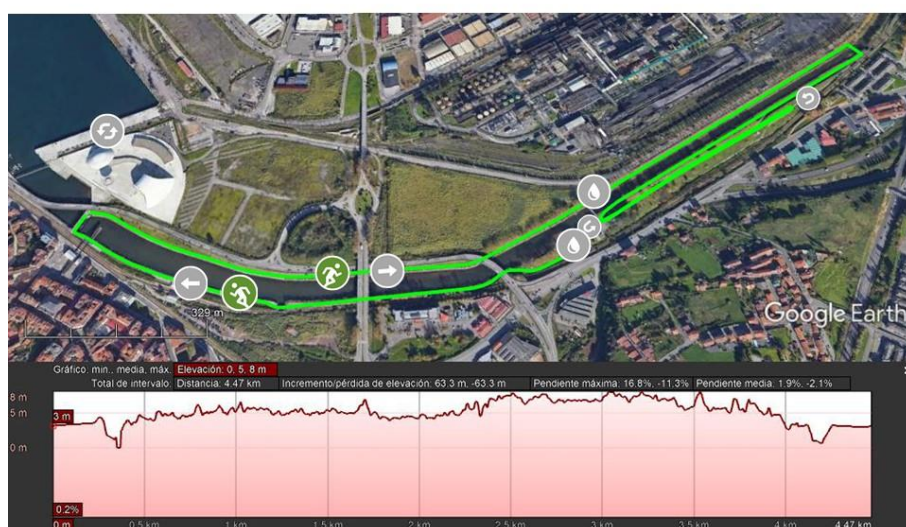 329 m
Google Earth
Gráfico: min., media, máx. Elevación: 0, 5, 8 m
Total de intervalo: Distancia: 4.47 km Incremento/pérdida de elevación: 63.3 m, -63.3 m Pendiente máxima: 16.8%, -11.3% Pendiente media: 1.9%, -2.1%
8 m
5 m
3 m
0 m
0.2%
0 m 0.5 km 1 km 1.5 km 2 km 2.5 km 3 km 3.5 km 4 km 4.47 km